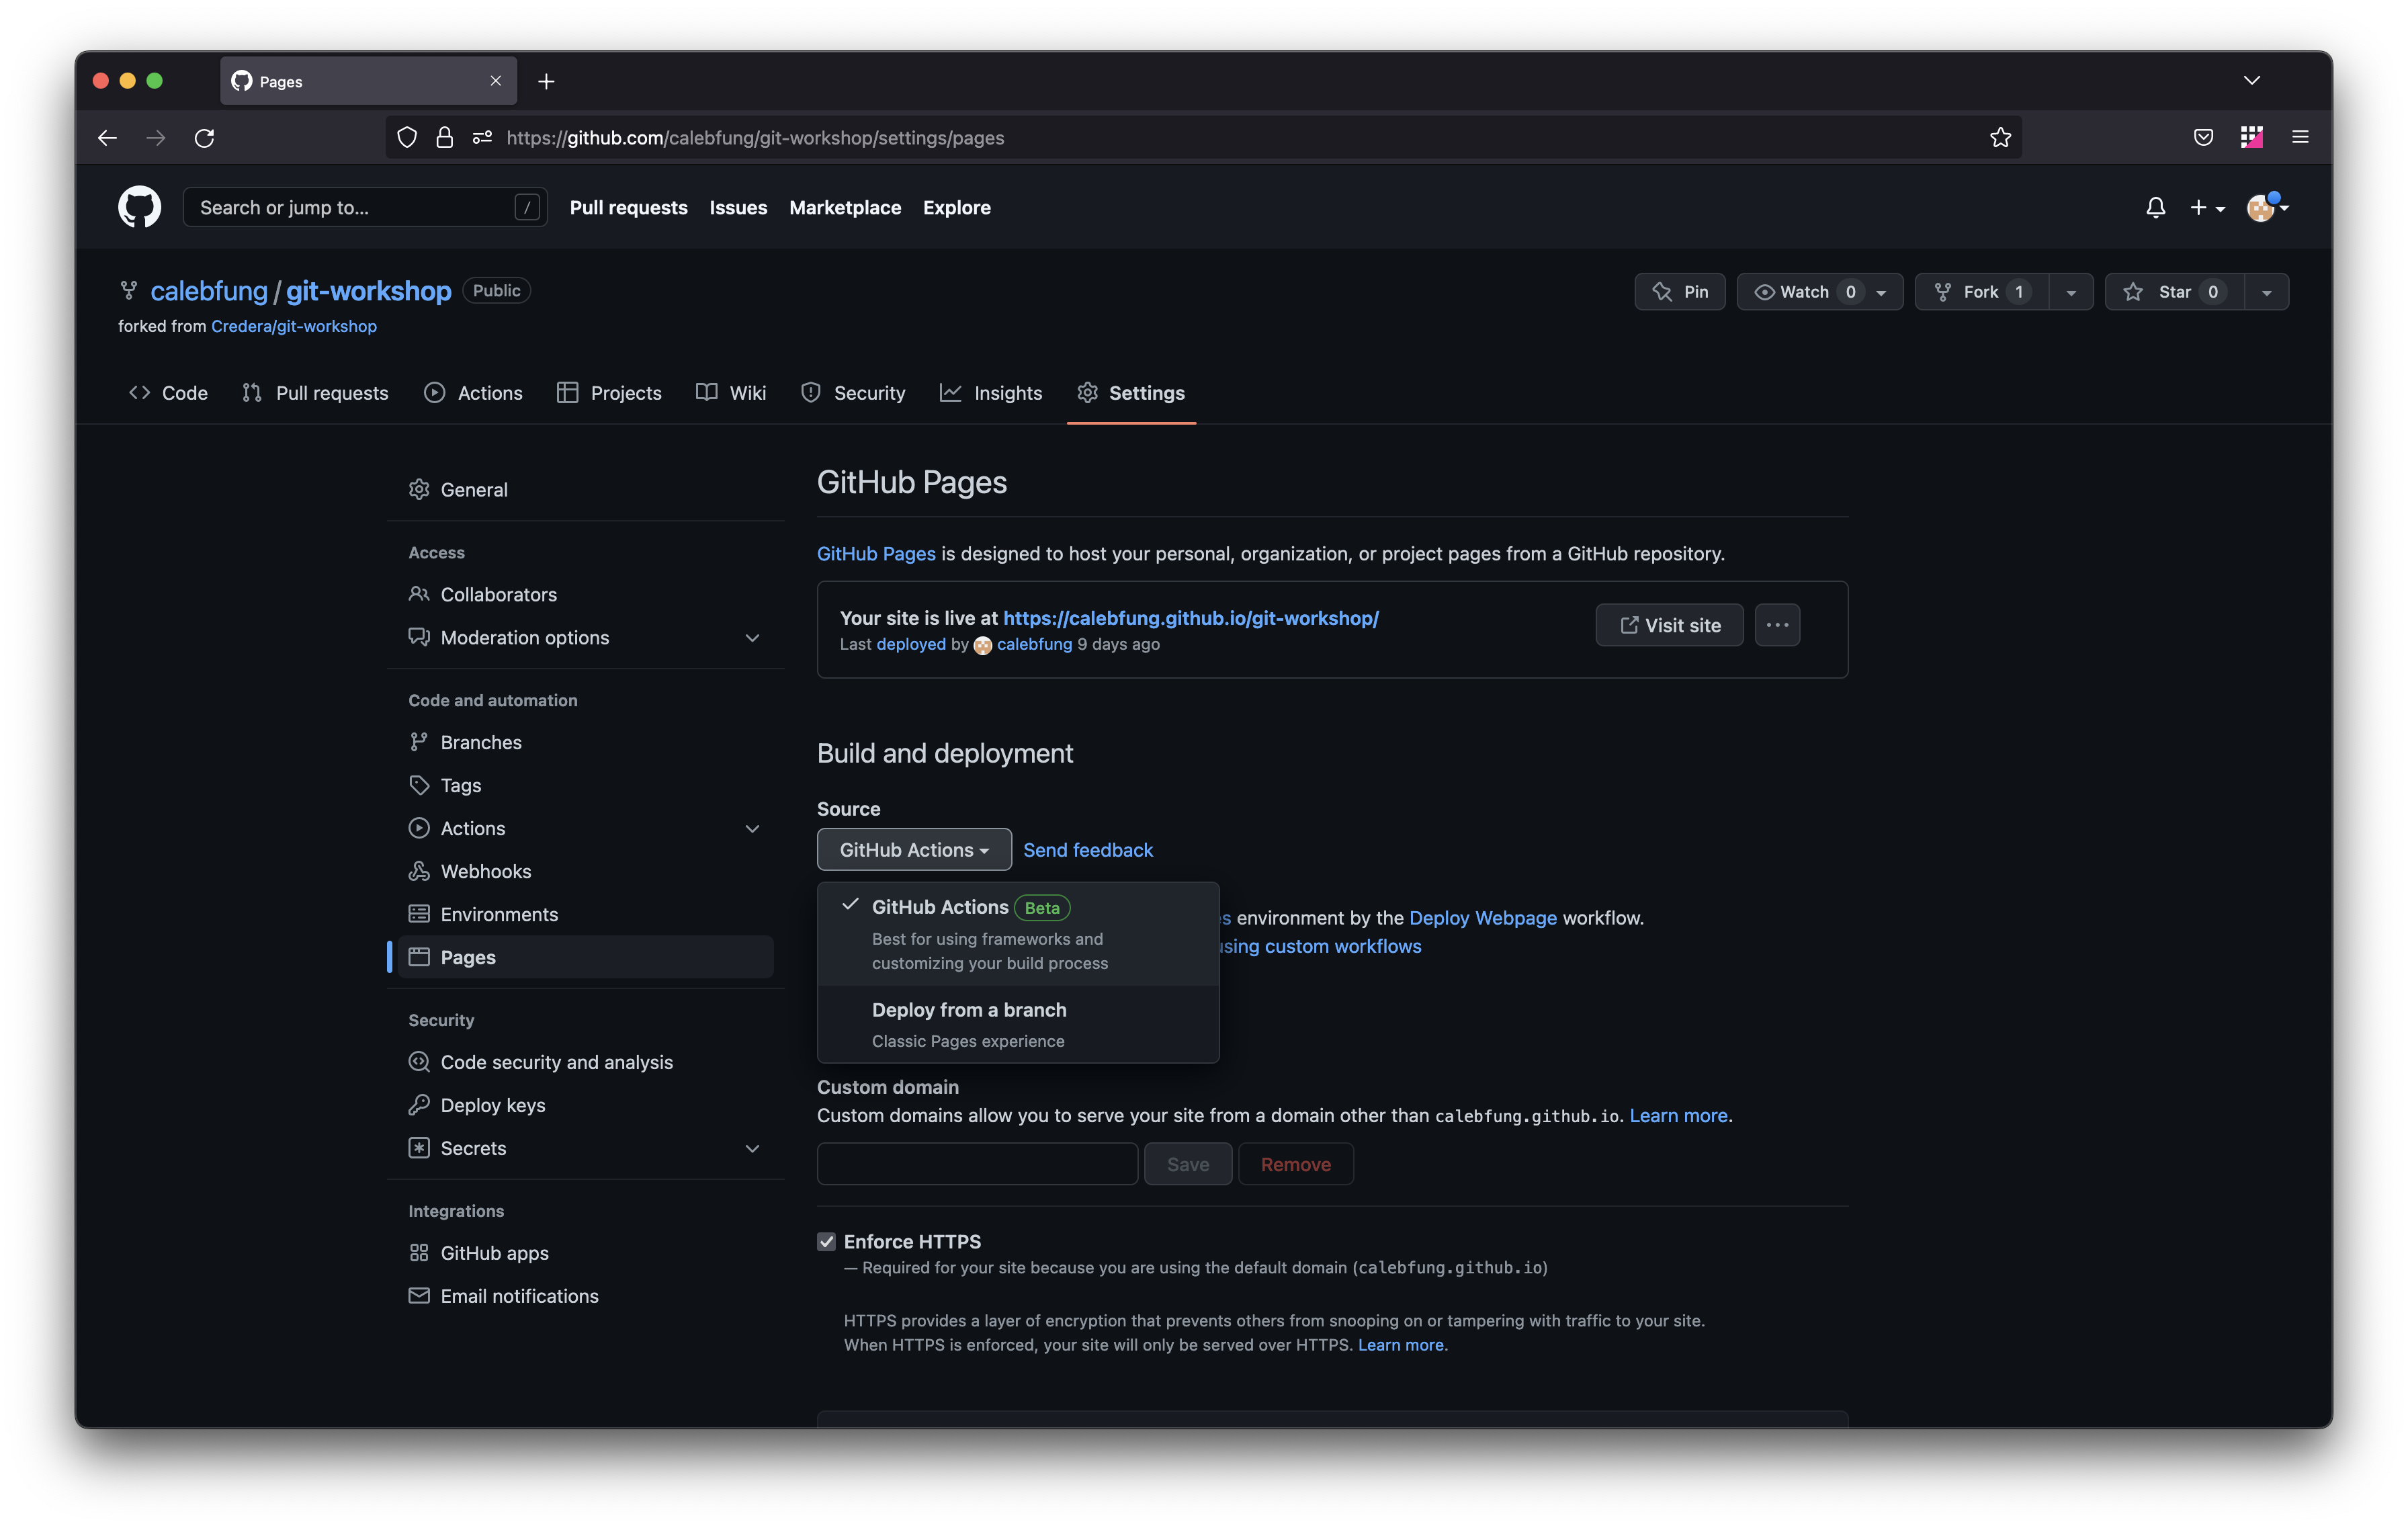 Pages
https://github.com/calebfung/git-workshop/settings/pages
Search or jump to... /
Pull requests Issues Marketplace Explore
calebfung / git-workshop Public
Pin Watch 0 Fork 1 Star 0
forked from Credera/git-workshop
Code Pull requests Actions Projects Wiki Security Insights Settings
General
Access
Collaborators
Moderation options
Code and automation
Branches
Tags
Actions
Webhooks
Environments
Pages
Security
Code security and analysis
Deploy keys
Secrets
Integrations
GitHub apps
Email notifications
GitHub Pages
GitHub Pages is designed to host your personal, organization, or project pages from a GitHub repository.
Your site is live at https://calebfung.github.io/git-workshop/
Last deployed by calebfung 9 days ago
Visit site
Build and deployment
Source
GitHub Actions Send feedback
GitHub Actions Beta
Best for using frameworks and
customizing your build process
Deploy from a branch
Classic Pages experience
environment by the Deploy Webpage workflow.
using custom workflows
Custom domain
Custom domains allow you to serve your site from a domain other than calebfung.github.io. Learn more.
Save Remove
Enforce HTTPS
— Required for your site because you are using the default domain (calebfung.github.io)
HTTPS provides a layer of encryption that prevents others from snooping on or tampering with traffic to your site.
When HTTPS is enforced, your site will only be served over HTTPS. Learn more.